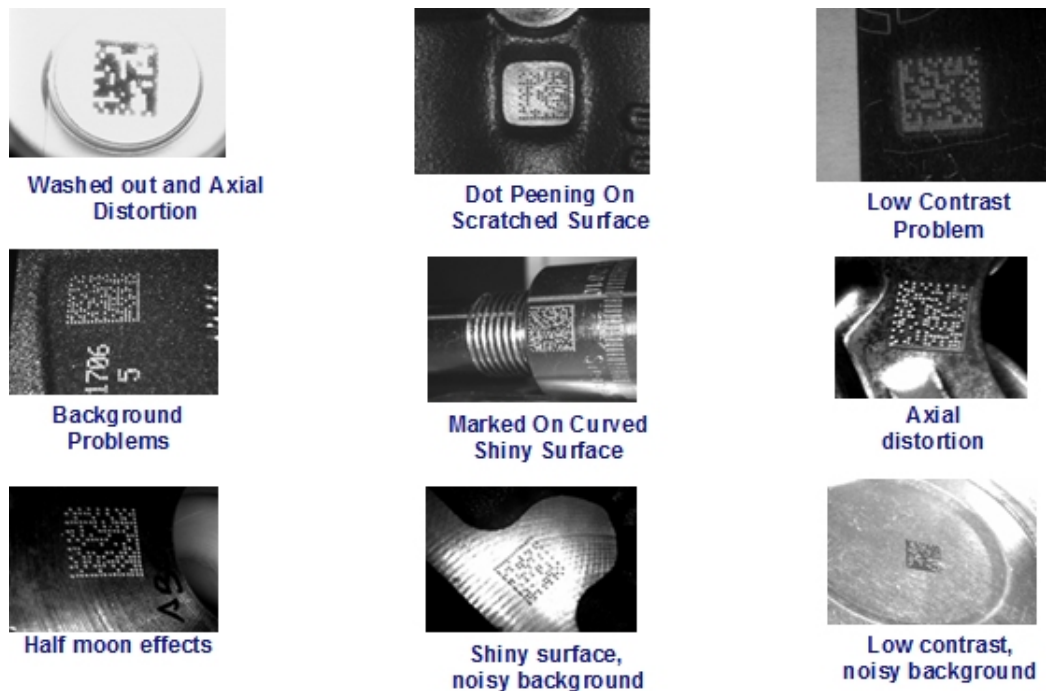 Washed out and Axial
Distortion
Dot Peening On
Scratched Surface
Low Contrast
Problem
1706
5
Background
Problems
Marked On Curved
Shiny Surface
Axial
distortion
Half moon effects
Shiny surface,
noisy background
Low contrast,
noisy background